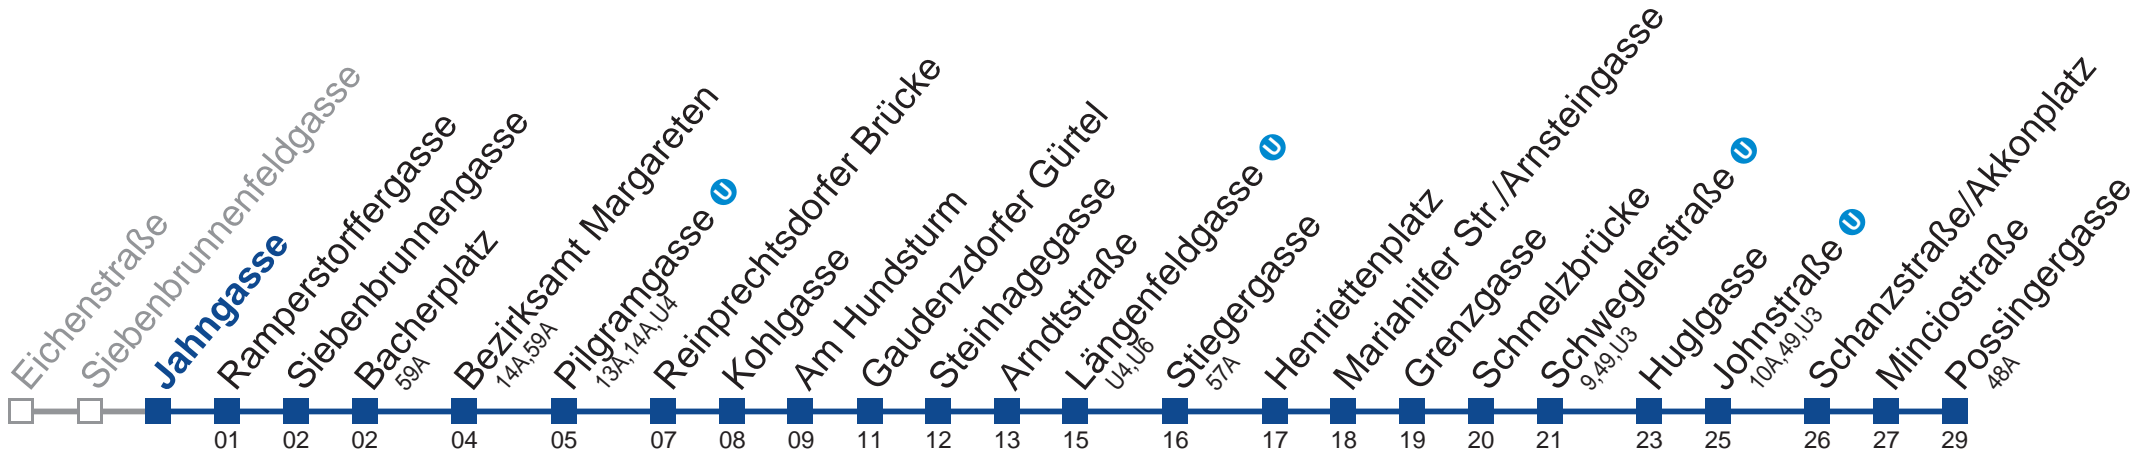 Eichenstraße
Siebenbrunnenfeldgasse
Jahngasse
Ramperstorffergasse
01
Siebenbrunnengasse
02
Bacherplatz
59A
02
Bezirksamt Margareten
14A,59A
04
Pilgramgasse U
13A,14A,U4
05
Reinprechtsdorfer Brücke
07
Kohlgasse
08
Am Hundsturm
09
Gaudenzdorfer Gürtel
11
Steinhagegasse
12
Arndtstraße
13
Längenfeldgasse U
U4,U6
15
Stiegergasse
57A
16
Henriettenplatz
17
Mariahilfer Str./Arnsteingasse
18
Grenzgasse
19
Schmelzbrücke
20
Schweglerstraße U
9,49,U3
21
Huglgasse
23
Johnstraße U
10A,49,U3
25
Schanzstraße/Akkonplatz
26
Minciostraße
27
Possingergasse
48A
29